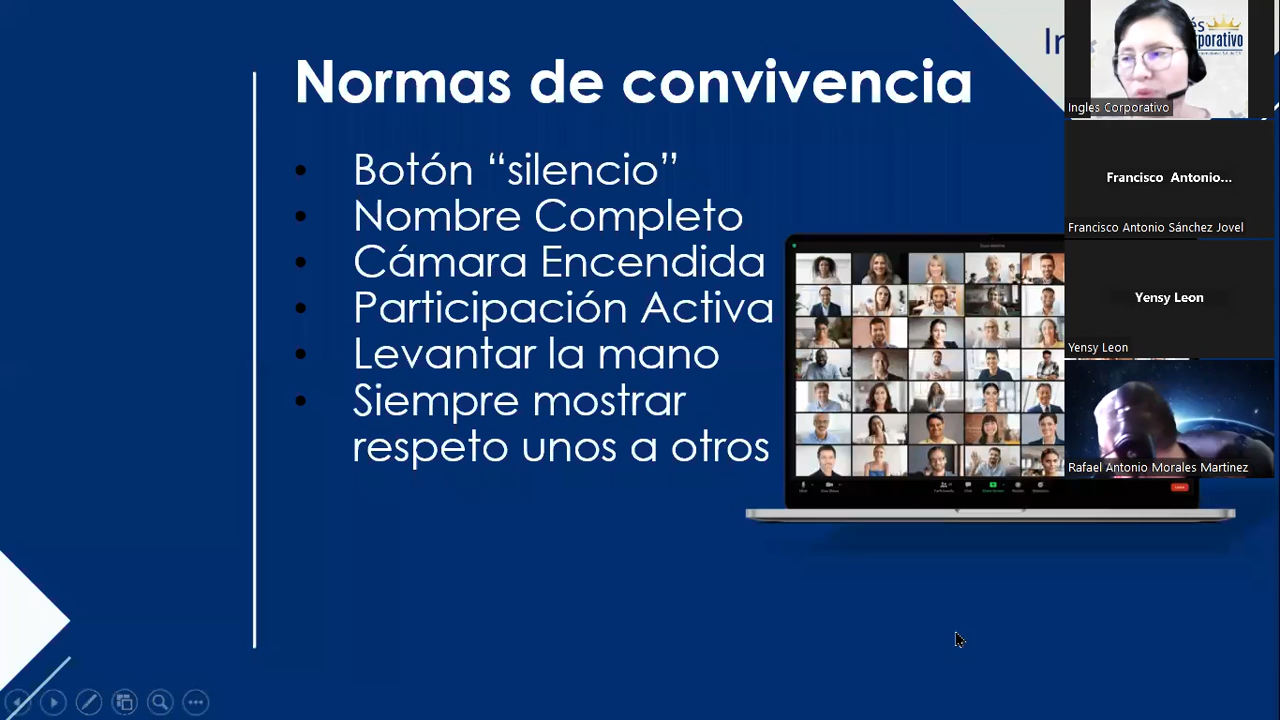 Normas de convivencia
• Botón “silencio”
• Nombre Completo
• Cámara Encendida
• Participación Activa
• Levantar la mano
• Siempre mostrar
respeto unos a otros
Ingles Corporativo
Francisco Antonio...
Francisco Antonio Sánchez Jovel
Yensy Leon
Yensy Leon
Rafael Antonio Morales Martinez